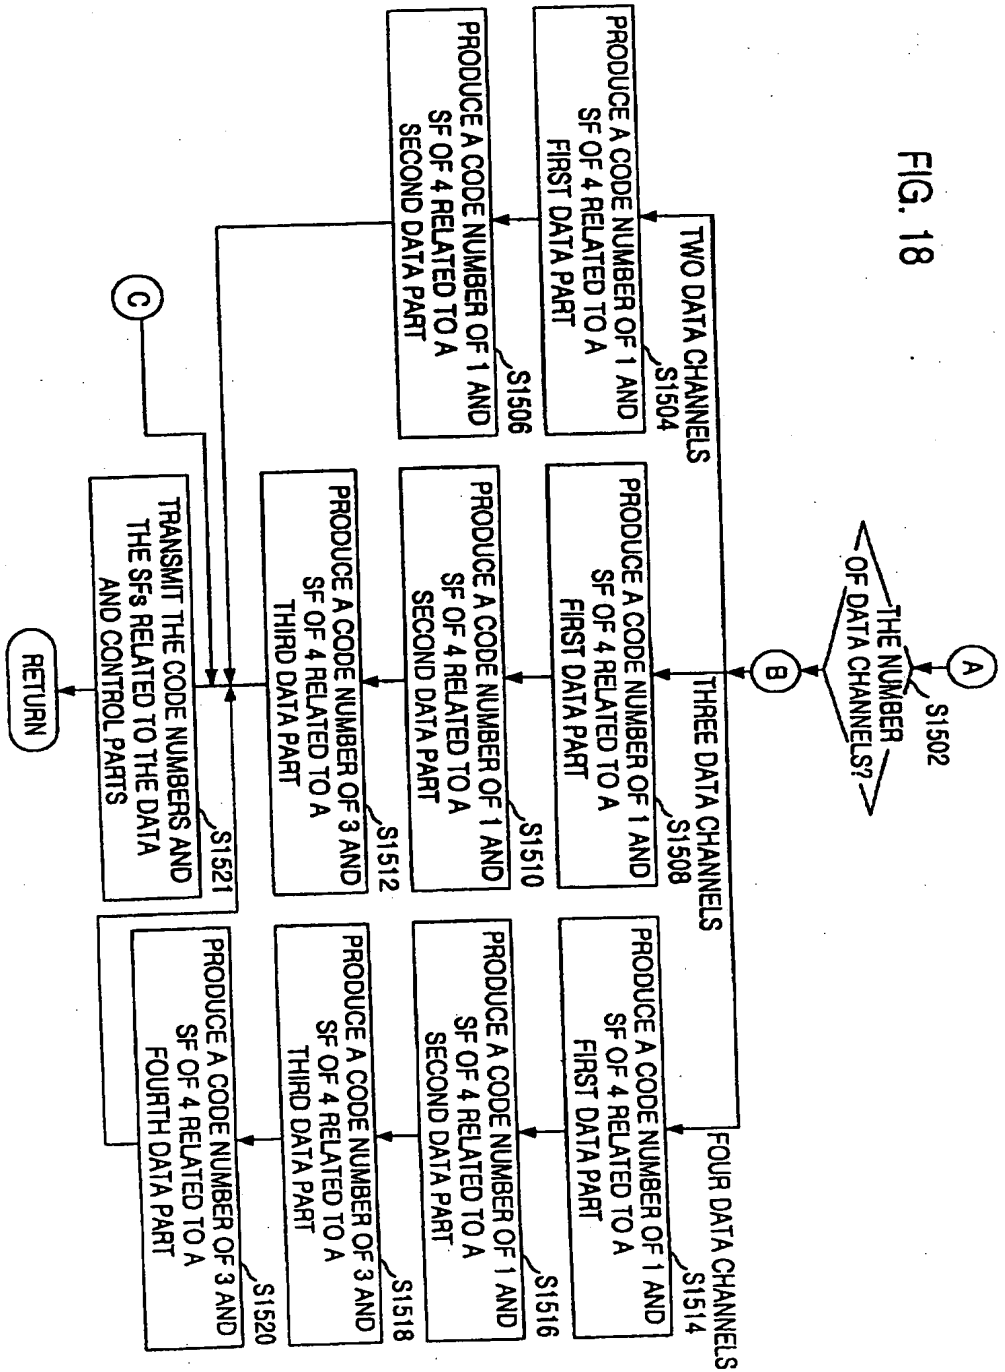 FIG. 18
A
S1502
THE NUMBER
OF DATA CHANNELS?
B
TWO DATA CHANNELS
THREE DATA CHANNELS
FOUR DATA CHANNELS
S1504
PRODUCE A CODE NUMBER OF 1 AND
SF OF 4 RELATED TO A
FIRST DATA PART
S1506
PRODUCE A CODE NUMBER OF 1 AND
SF OF 4 RELATED TO A
SECOND DATA PART
S1508
PRODUCE A CODE NUMBER OF 1 AND
SF OF 4 RELATED TO A
FIRST DATA PART
S1510
PRODUCE A CODE NUMBER OF 1 AND
SF OF 4 RELATED TO A
SECOND DATA PART
S1512
PRODUCE A CODE NUMBER OF 3 AND
SF OF 4 RELATED TO A
THIRD DATA PART
S1514
PRODUCE A CODE NUMBER OF 1 AND
SF OF 4 RELATED TO A
FIRST DATA PART
S1516
PRODUCE A CODE NUMBER OF 1 AND
SF OF 4 RELATED TO A
SECOND DATA PART
S1518
PRODUCE A CODE NUMBER OF 3 AND
SF OF 4 RELATED TO A
THIRD DATA PART
S1520
PRODUCE A CODE NUMBER OF 3 AND
SF OF 4 RELATED TO A
FOURTH DATA PART
C
S1521
TRANSMIT THE CODE NUMBERS AND
THE SFs RELATED TO THE DATA
AND CONTROL PARTS
RETURN